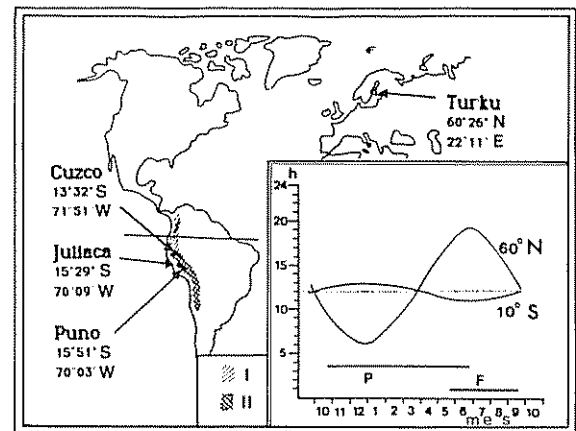 Turku
60°26" N
22°11' E
Cuzco
13°32" S
71°51' W
Juliaca
15°29" S
70°09' W
Puno
15°51" S
70°03' W
I
II
h
24
20
15
10
5
60° N
10° S
P
F
10 11 12 1 2 3 4 5 6 7 8 9 10
me's